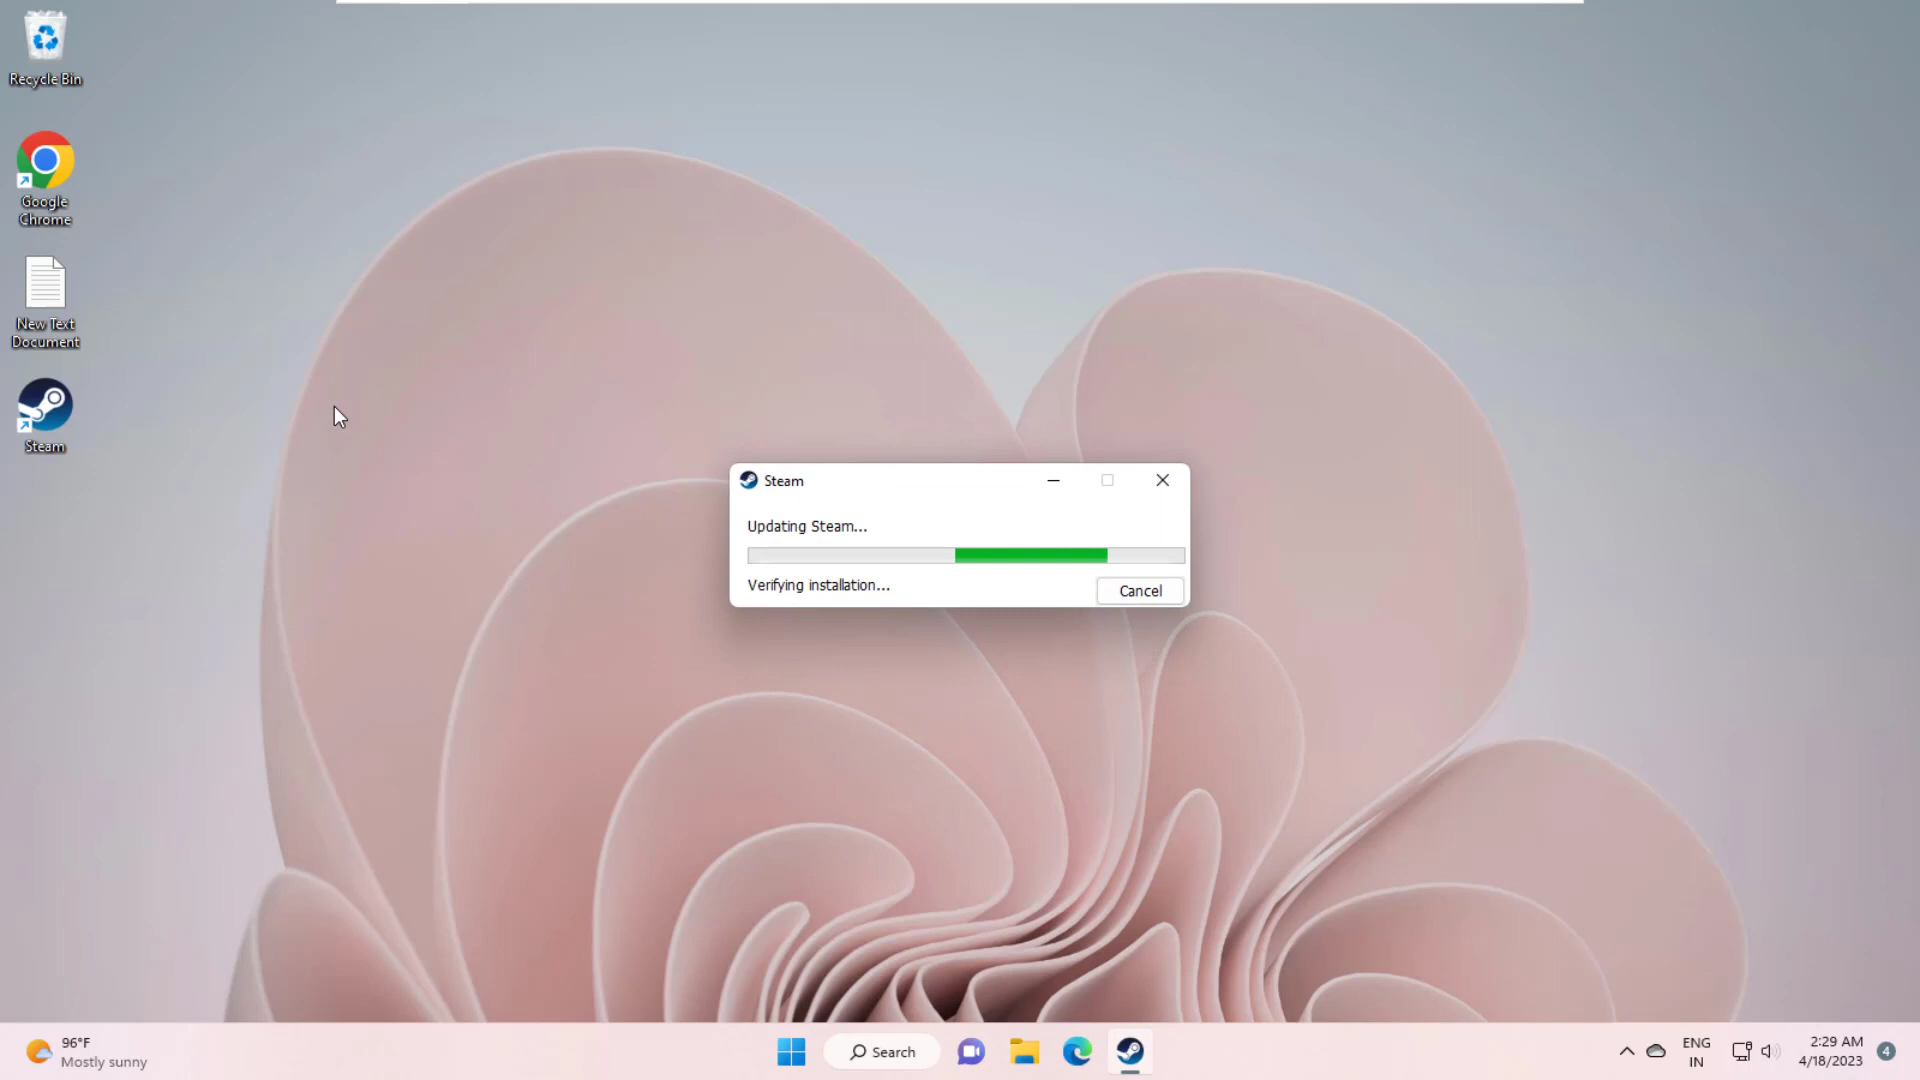 Recycle Bin
Google
Chrome
New Text
Document
Steam
Steam
Updating Steam...
Verifying installation...
Cancel
96°F
Mostly sunny
Search
ENG
IN
2:29 AM
4/18/2023
4